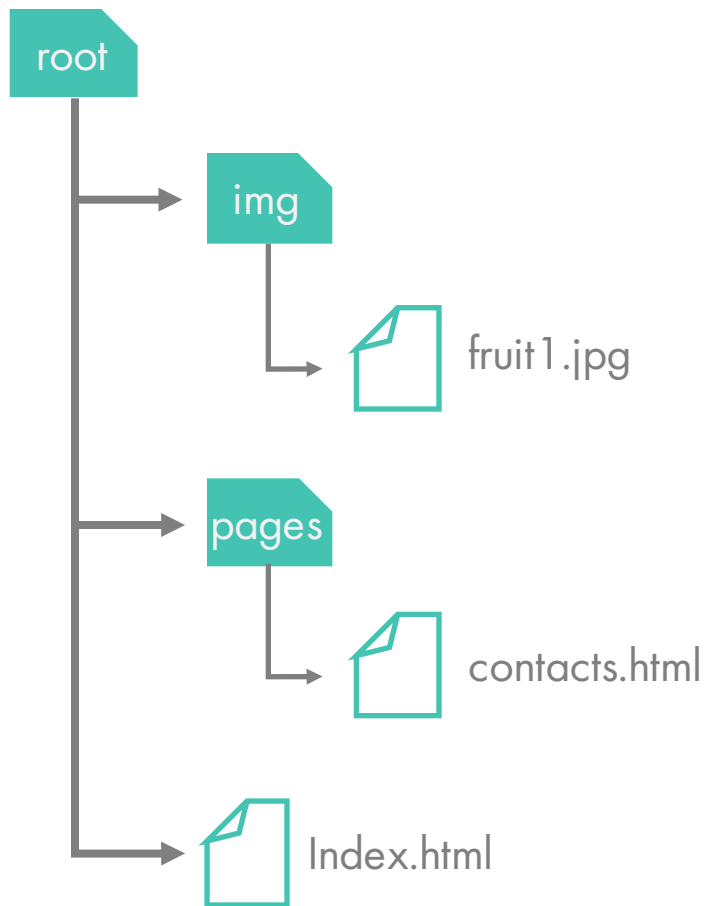 root
img
fruit1.jpg
pages
contacts.html
Index.html